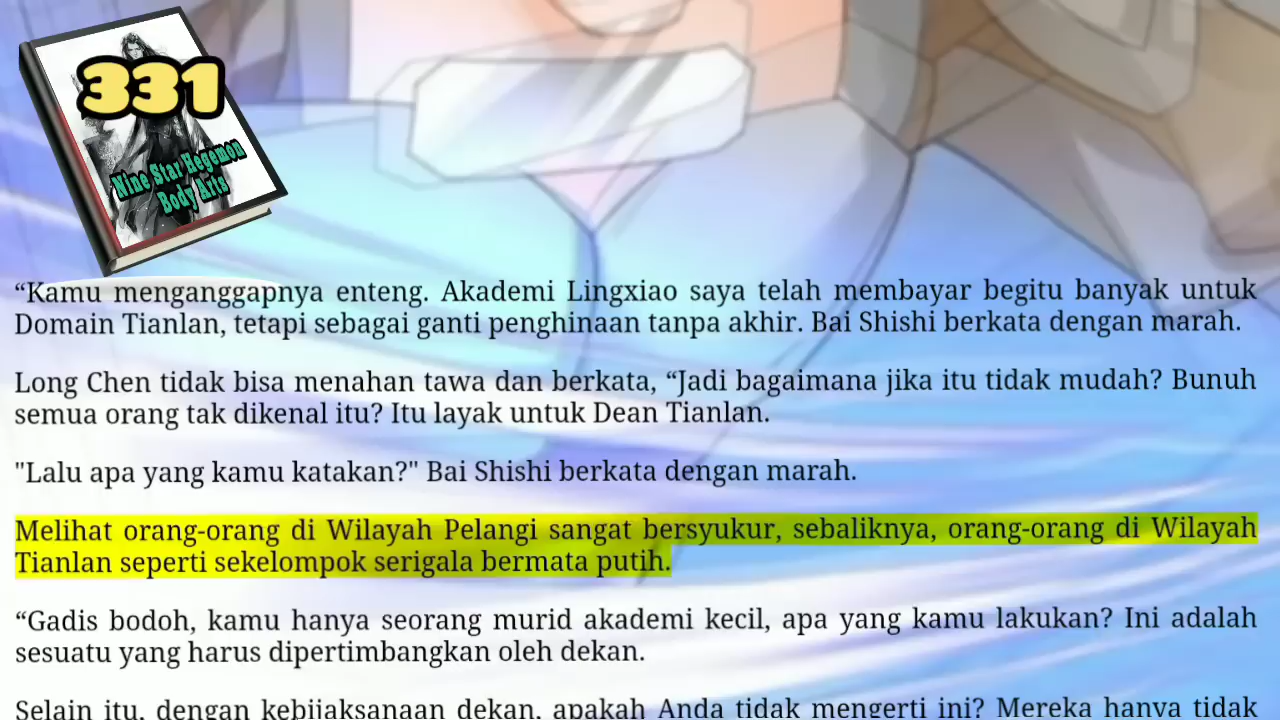 331
Nine Star Hegemon
Body Arts
“Kamu menganggapnya enteng. Akademi Lingxiao saya telah membayar begitu banyak untuk
Domain Tianlan, tetapi sebagai ganti penghinaan tanpa akhir. Bai Shishi berkata dengan marah.
Long Chen tidak bisa menahan tawa dan berkata, “Jadi bagaimana jika itu tidak mudah? Bunuh
semua orang tak dikenal itu? Itu layak untuk Dean Tianlan.
"Lalu apa yang kamu katakan?" Bai Shishi berkata dengan marah.
Melihat orang-orang di Wilayah Pelangi sangat bersyukur, sebaliknya, orang-orang di Wilayah
Tianlan seperti sekelompok serigala bermata putih.
“Gadis bodoh, kamu hanya seorang murid akademi kecil, apa yang kamu lakukan? Ini adalah
sesuatu yang harus dipertimbangkan oleh dekan.
Selain itu, dengan kebijaksanaan dekan, apakah Anda tidak mengerti ini? Mereka hanya tidak